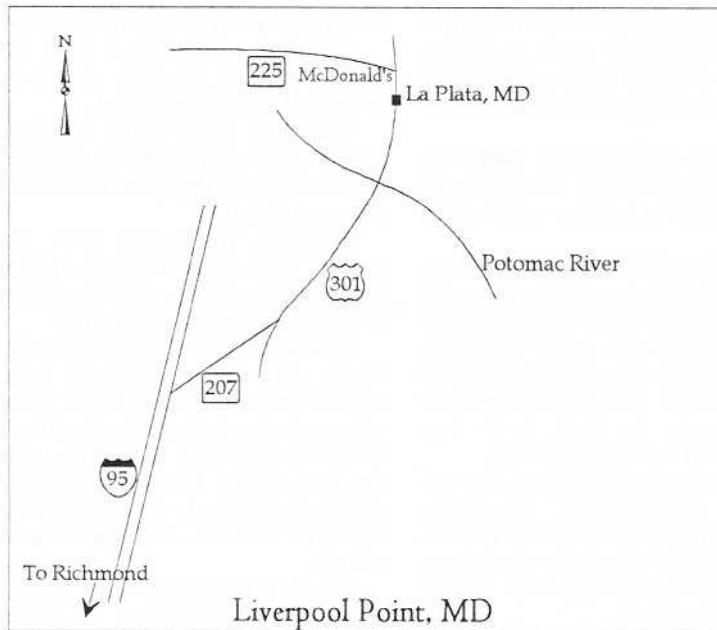 N
225
McDonald's
La Plata, MD
Potomac River
301
207
95
To Richmond
Liverpool Point, MD